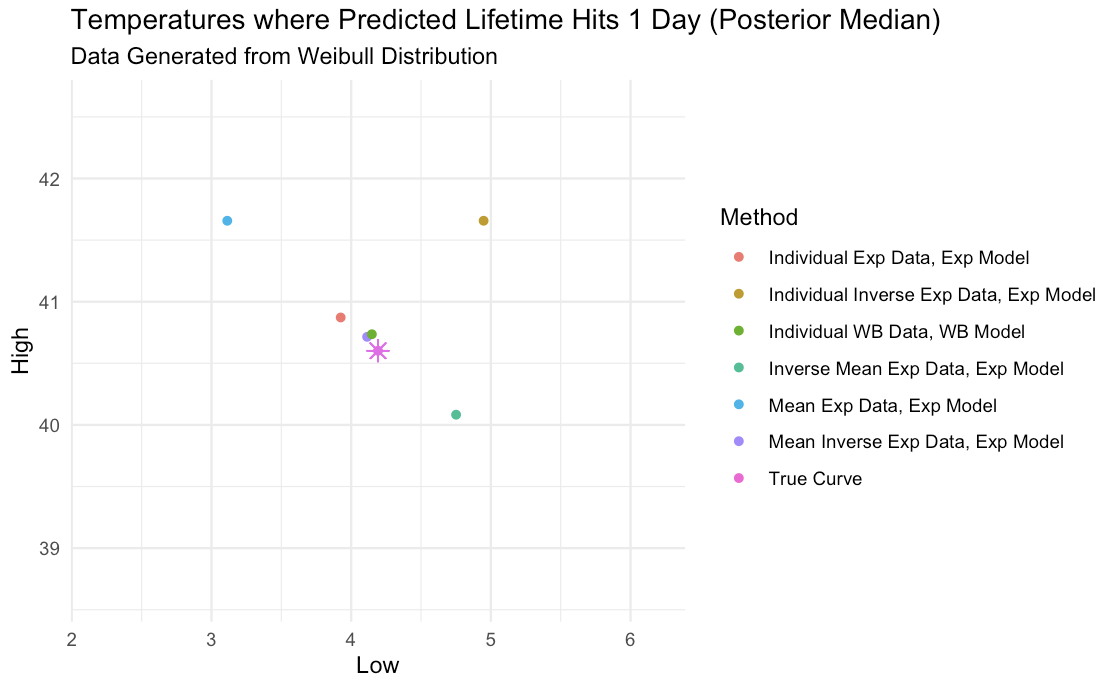 Temperatures where Predicted Lifetime Hits 1 Day (Posterior Median)
Data Generated from Weibull Distribution
42
41
40
39
High
2 3 4 5 6
Low
Method
Individual Exp Data, Exp Model
Individual Inverse Exp Data, Exp Model
Individual WB Data, WB Model
Inverse Mean Exp Data, Exp Model
Mean Exp Data, Exp Model
Mean Inverse Exp Data, Exp Model
True Curve